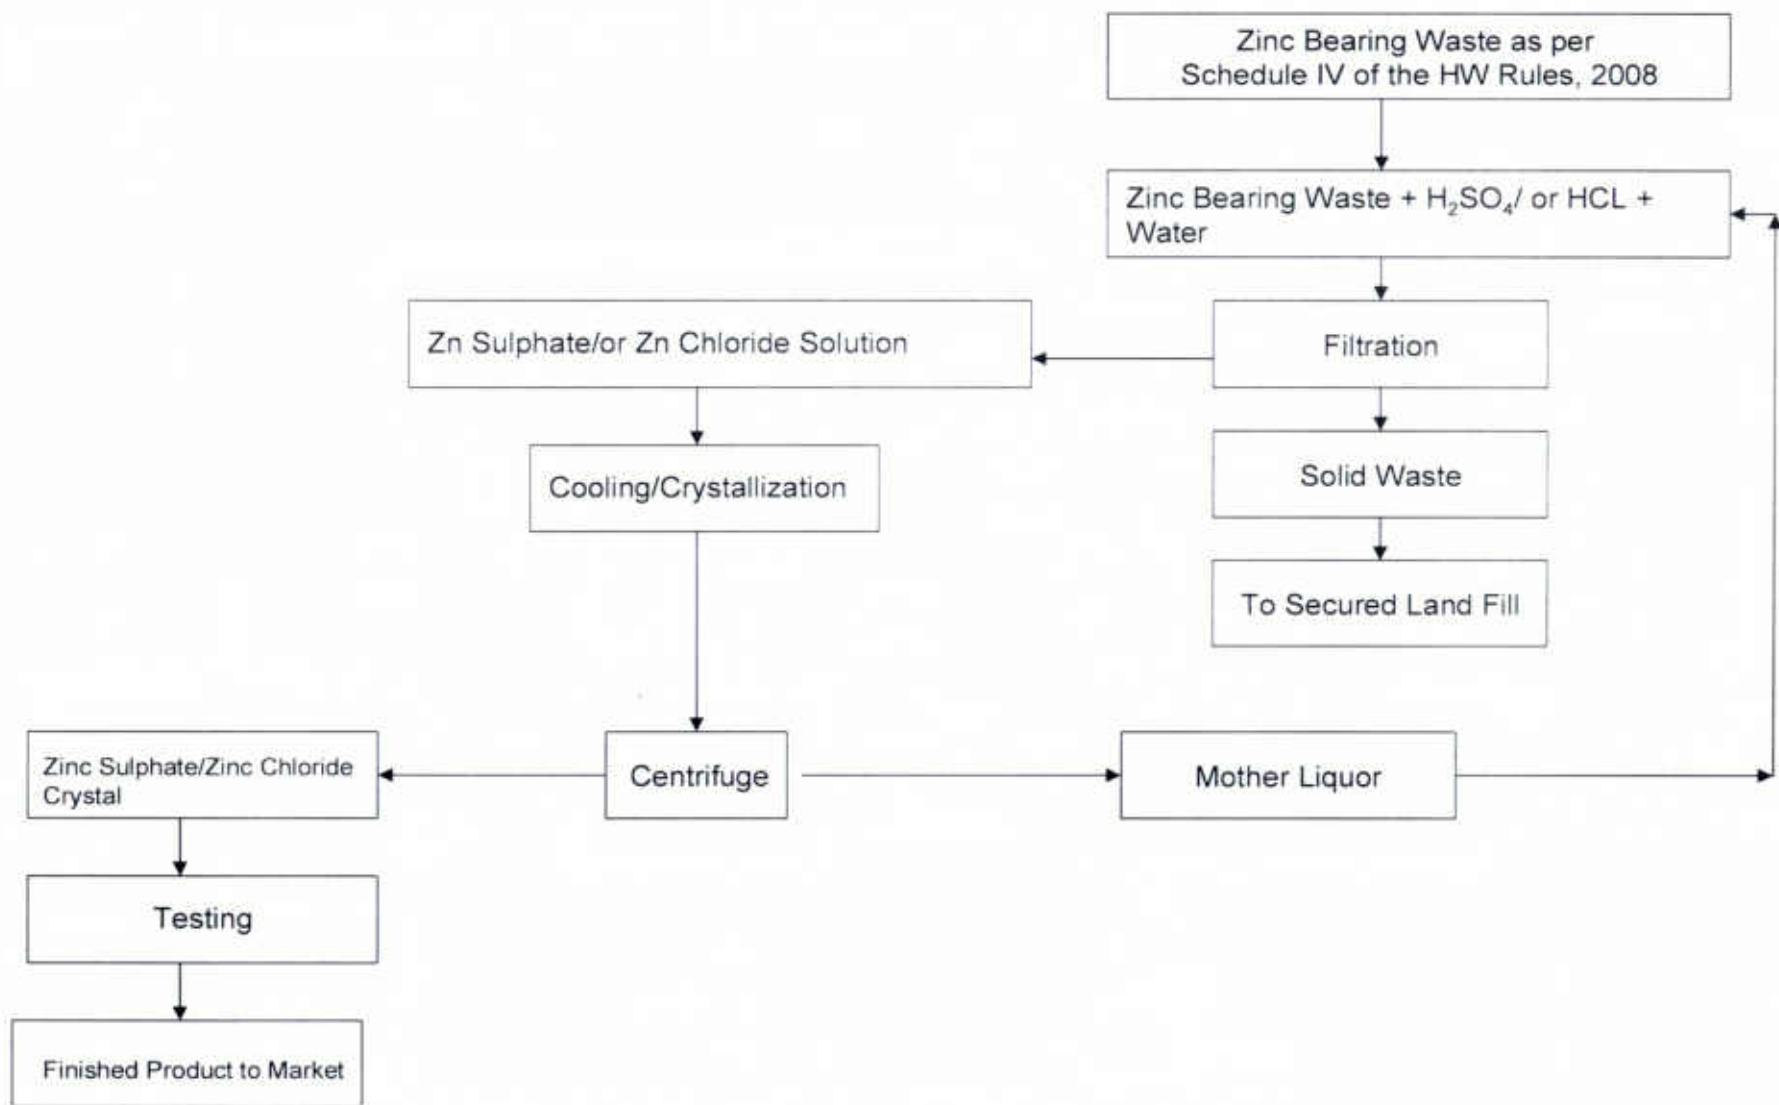 Zinc Bearing Waste as per
Schedule IV of the HW Rules, 2008
Zinc Bearing Waste + H₂SO₄/ or HCL +
Water
Zn Sulphate/or Zn Chloride Solution
Filtration
Cooling/Crystallization
Solid Waste
To Secured Land Fill
Zinc Sulphate/Zinc Chloride
Crystal
Centrifuge
Mother Liquor
Testing
Finished Product to Market